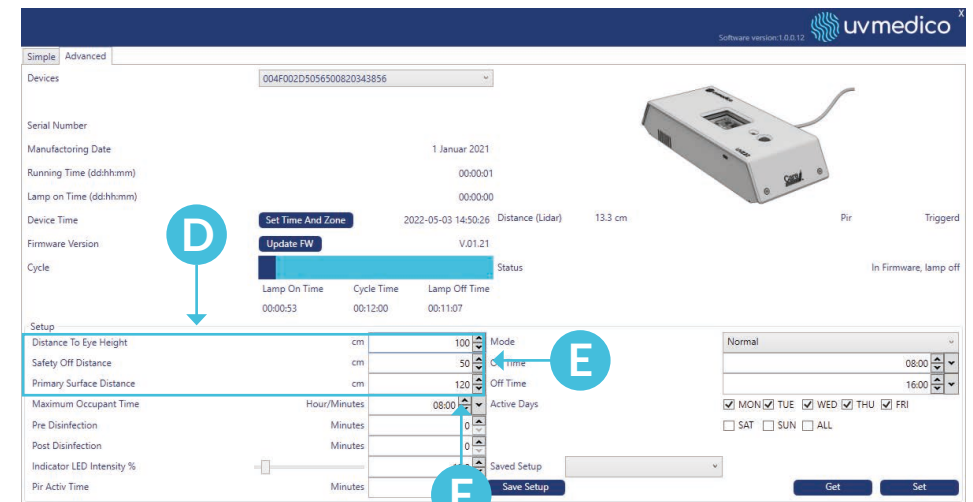 X
Software version:1.0.0.12 uvmedico
Simple Advanced
Devices 004F002D5056500820343856
Serial Number
Manufactoring Date 1 Januar 2021
Running Time (dd:hh:mm) 00:00:01
Lamp on Time (dd:hh:mm) 00:00:00
Device Time Set Time And Zone 2022-05-03 14:50:26 Distance (Lidar) 13.3 cm Pir Triggerd
D
Firmware Version Update FW V.01.21
Cycle Status In Firmware, lamp off
Lamp On Time Cycle Time Lamp Off Time
00:00:53 00:12:00 00:11:07
Setup
Distance To Eye Height cm 100 Mode Normal
Safety Off Distance cm 50 Time 08:00
E
Primary Surface Distance cm 120 Off Time 16:00
Maximum Occupant Time Hour/Minutes 08:00 Active Days MON TUE WED THU FRI
Pre Disinfection Minutes 0 SAT SUN ALL
Post Disinfection Minutes 0
Indicator LED Intensity % Saved Setup
Pir Activ Time Minutes Save Setup Get Set